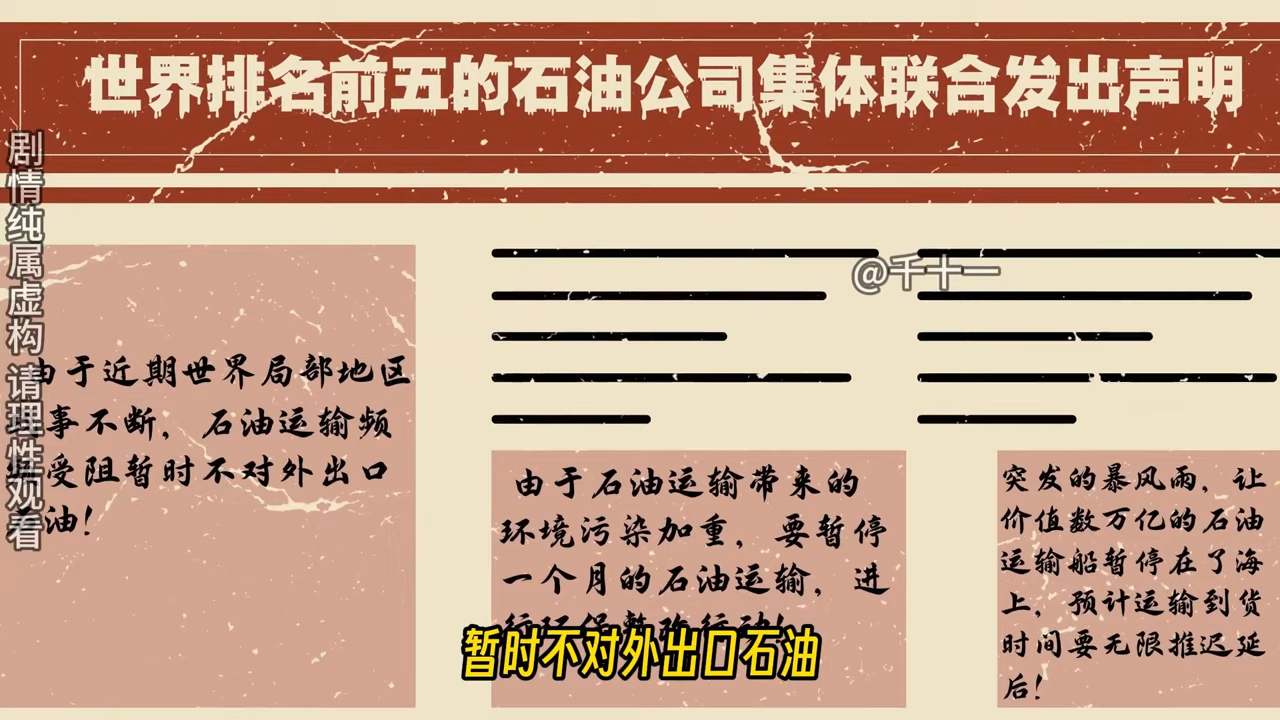 世界排名前五的石油公司集体联合发出声明
剧情纯属虚构 请理性观看
@千十一
由于近期世界局部地区
事不断，石油运输频
受阻暂时不对外出口
油！
由于石油运输带来的
环境污染加重，要暂停
一个月的石油运输，进
行环保整改行动！
突发的暴风雨，让
价值数万亿的石油
运输船暂停在了海
上，预计运输到货
时间要无限推迟延
后！
暂时不对外出口石油